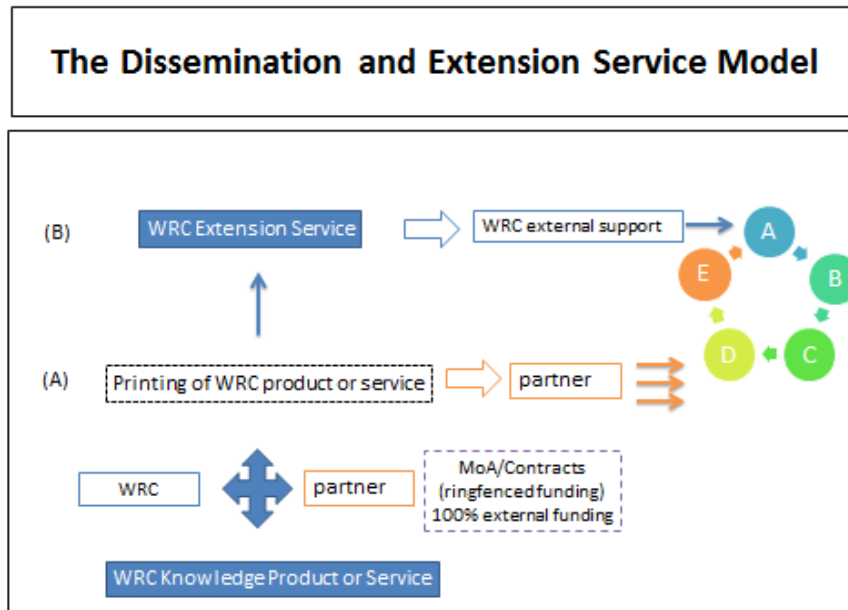 The Dissemination and Extension Service Model
(B)
WRC Extension Service
WRC external support
A
B
C
D
E
(A)
Printing of WRC product or service
partner
WRC
partner
MoA/Contracts
(ringfenced funding)
100% external funding
WRC Knowledge Product or Service